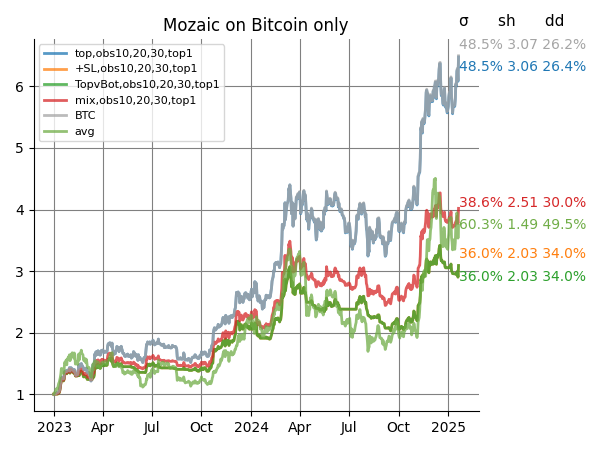 Mozaic on Bitcoin only
σ sh dd
48.5% 3.07 26.2%
48.5% 3.06 26.4%
38.6% 2.51 30.0%
60.3% 1.49 49.5%
36.0% 2.03 34.0%
36.0% 2.03 34.0%
top,obs10,20,30,top1
+SL,obs10,20,30,top1
TopvBot,obs10,20,30,top1
mix,obs10,20,30,top1
BTC
avg
6
5
4
3
2
1
2023 Apr Jul Oct 2024 Apr Jul Oct 2025